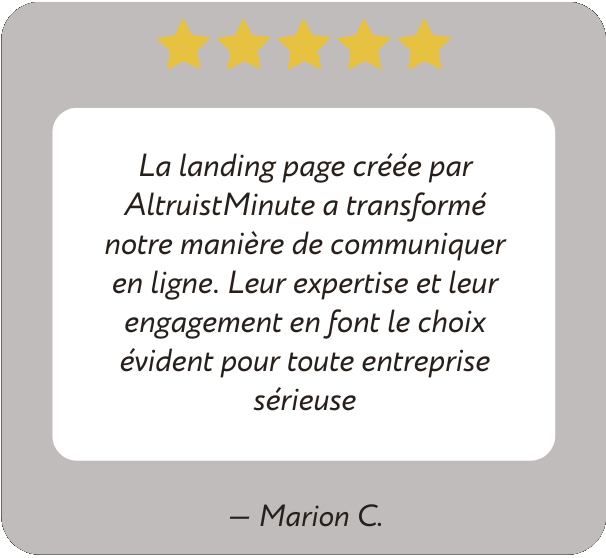 La landing page créée par
AltruistMinute a transformé
notre manière de communiquer
en ligne. Leur expertise et leur
engagement en font le choix
évident pour toute entreprise
sérieuse
– Marion C.